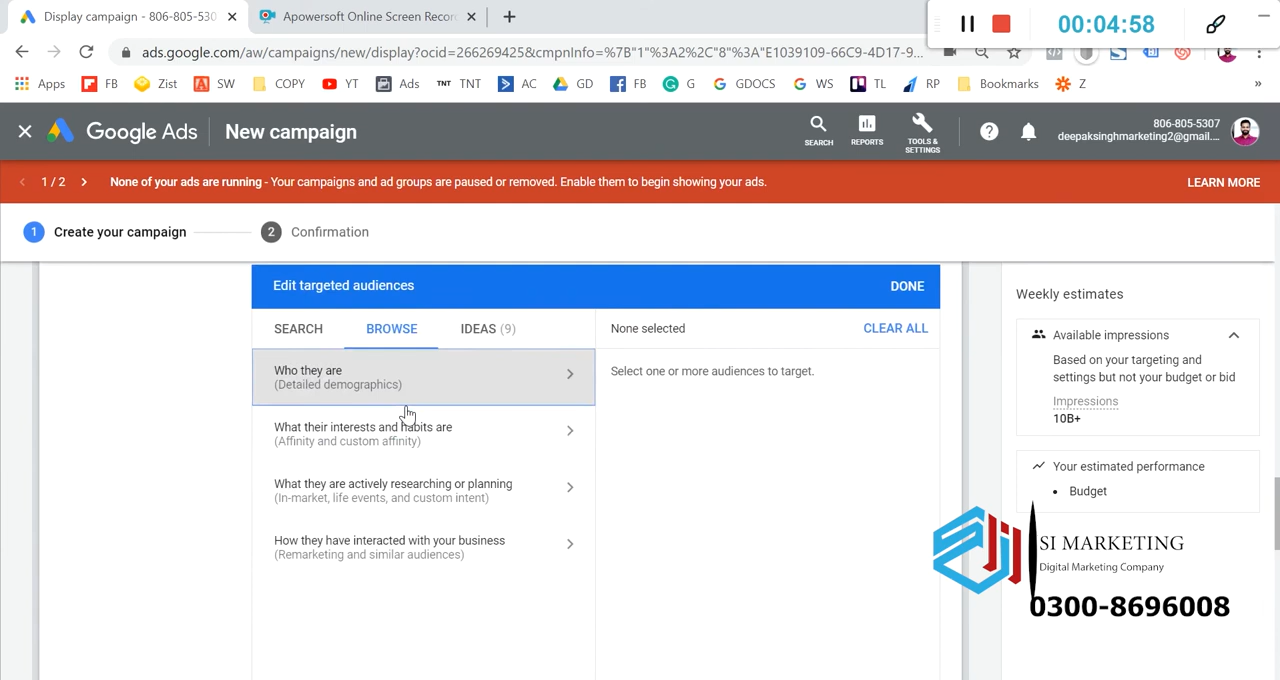 Display campaign - 806-805-530
Apowersoft Online Screen Recor
00:04:58
ads.google.com/aw/campaigns/new/display?ocid=266269425&cmpnInfo=%7B"1"%3A2%2C"8"%3A"E1039109-66C9-4D17-9...
Apps FB Zist SW COPYRIGHT YT Ads TNT TNT AC GD FB G GDOCS WS TL RP Bookmarks Z »
Google Ads New campaign
SEARCH REPORTS TOOLS & SETTINGS
806-805-5307
deepaksinghmarketing2@gmail....
1 / 2 None of your ads are running - Your campaigns and ad groups are paused or removed. Enable them to begin showing your ads. LEARN MORE
1 Create your campaign 2 Confirmation
Edit targeted audiences DONE
SEARCH BROWSE IDEAS (9)
None selected CLEAR ALL
Who they are
(Detailed demographics)
What their interests and habits are
(Affinity and custom affinity)
What they are actively researching or planning
(In-market, life events, and custom intent)
How they have interacted with your business
(Remarketing and similar audiences)
Select one or more audiences to target.
Weekly estimates
Available impressions
Based on your targeting and
settings but not your budget or bid
Impressions
10B+
Your estimated performance
• Budget
SI MARKETING
Digital Marketing Company
0300-8696008